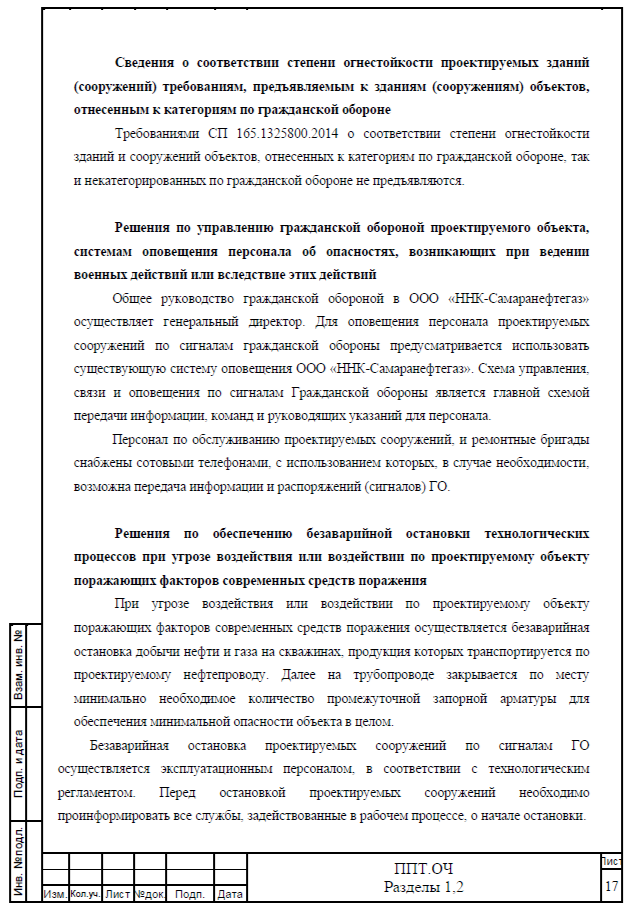 Сведения о соответствии степени огнестойкости проектируемых зданий
(сооружений) требованиям, предъявляемым к зданиям (сооружениям) объектов,
отнесенным к категориям по гражданской обороне
Требованиями СП 165.1325800.2014 о соответствии степени огнестойкости
зданий и сооружений объектов, отнесенных к категориям по гражданской обороне, так
и некатегорированных по гражданской обороне не предъявляются.
Решения по управлению гражданской обороной проектируемого объекта,
системам оповещения персонала об опасностях, возникающих при ведении
военных действий или вследствие этих действий
Общее руководство гражданской обороной в ООО «ННК-Самаранефтегаз»
осуществляет генеральный директор. Для оповещения персонала проектируемых
сооружений по сигналам гражданской обороны предусматривается использовать
существующую систему оповещения ООО «ННК-Самаранефтегаз». Схема управления,
связи и оповещения по сигналам Гражданской обороны является главной схемой
передачи информации, команд и руководящих указаний для персонала.
Персонал по обслуживанию проектируемых сооружений, и ремонтные бригады
снабжены сотовыми телефонами, с использованием которых, в случае необходимости,
возможна передача информации и распоряжений (сигналов) ГО.
Решения по обеспечению безаварийной остановки технологических
процессов при угрозе воздействия или воздействии по проектируемому объекту
поражающих факторов современных средств поражения
При угрозе воздействия или воздействии по проектируемому объекту
поражающих факторов современных средств поражения осуществляется безаварийная
остановка добычи нефти и газа на скважинах, продукция которых транспортируется по
проектируемому нефтепроводу. Далее на трубопроводе закрывается по месту
минимально необходимое количество промежуточной запорной арматуры для
обеспечения минимальной опасности объекта в целом.
Безаварийная остановка проектируемых сооружений по сигналам ГО
осуществляется эксплуатационным персоналом, в соответствии с технологическим
регламентом. Перед остановкой проектируемых сооружений необходимо
проинформировать все службы, задействованные в рабочем процессе, о начале остановки.
Взам. инв. №
Подп. и дата
Инв. №подл.
Изм. Кол.уч. Лист №док. Подп. Дата
ППТ.ОЧ
Разделы 1,2
Лист
17